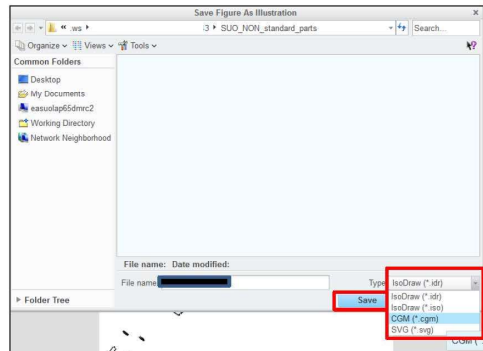 Save Figure As Illustration
ws
3 SUO_NON_standard_parts
Search...
Organize Views Tools
Common Folders
Desktop
My Documents
easuolap65dmrc2
Working Directory
Network Neighborhood
File name: Date modified:
File name
Type IsoDraw (*.idr)
Folder Tree
Save
IsoDraw (*.idr)
IsoDraw (*.iso)
CGM (*.cgm)
SVG (*.svg)